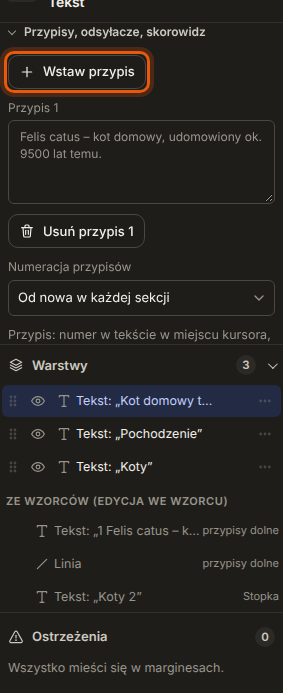 Tekst
Przypisy, odsyłacze, skorowidz
Wstaw przypis
Przypis 1
Felis catus – kot domowy, udomowiony ok.
9500 lat temu.
Usuń przypis 1
Numeracja przypisów
Od nowa w każdej sekcji
Przypis: numer w tekście w miejscu kursora,
Warstwy 3
Tekst: „Kot domowy t...
Tekst: „Pochodzenie”
Tekst: „Koty”
ZE WZORCÓW (EDYCJA WE WZORCU)
Tekst: „1 Felis catus – k... przypisy dolne
Linia przypisy dolne
Tekst: „Koty 2” Stopka
Ostrzeżenia 0
Wszystko mieści się w marginesach.